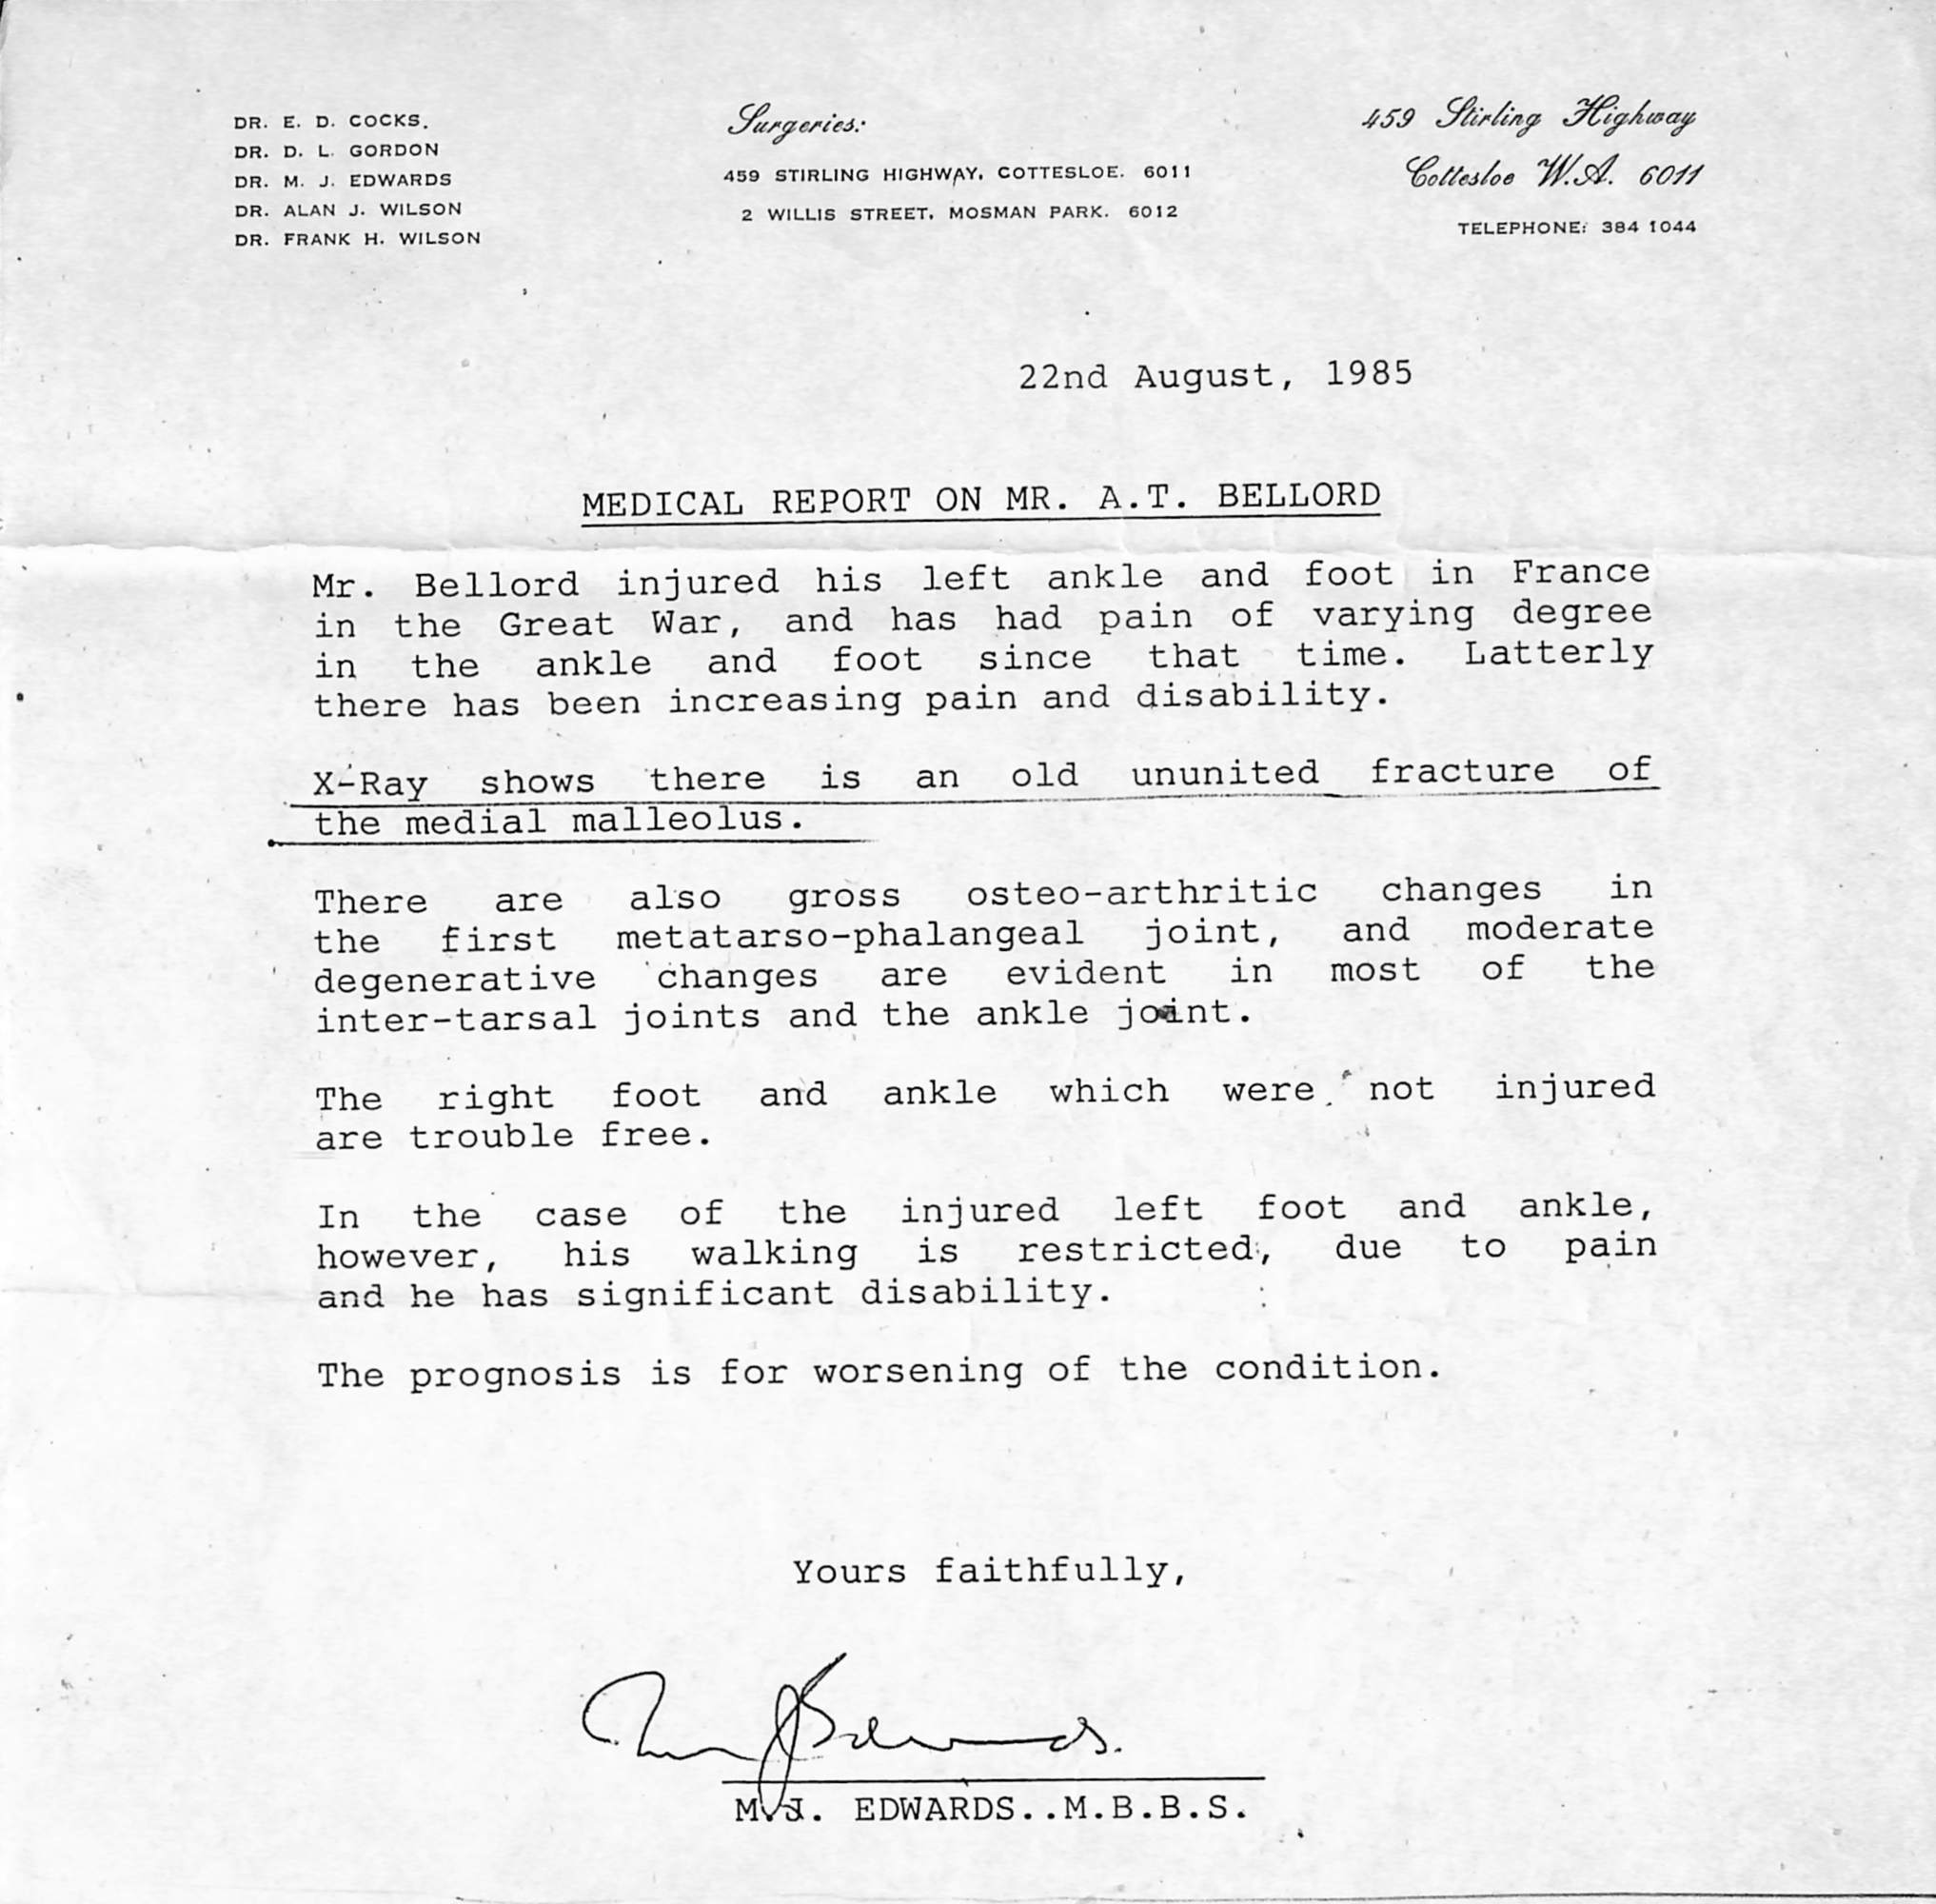 DR. E. D. COCKS.
DR. D. L. GORDON
DR. M. J. EDWARDS
DR. ALAN J. WILSON
DR. FRANK H. WILSON
Surgeries:
459 STIRLING HIGHWAY, COTTESLOE. 6011
2 WILLIS STREET, MOSMAN PARK. 6012
459 Stirling Highway
Cottesloe W.A. 6011
TELEPHONE: 384 1044
22nd August, 1985
MEDICAL REPORT ON MR. A.T. BELLORD
Mr. Bellord injured his left ankle and foot in France
in the Great War, and has had pain of varying degree
in the ankle and foot since that time. Latterly
there has been increasing pain and disability.
X-Ray shows there is an old ununited fracture of
the medial malleolus.
There are also gross osteo-arthritic changes in
the first metatarso-phalangeal joint, and moderate
degenerative changes are evident in most of the
inter-tarsal joints and the ankle joint.
The right foot and ankle which were not injured
are trouble free.
In the case of the injured left foot and ankle,
however, his walking is restricted, due to pain
and he has significant disability.
The prognosis is for worsening of the condition.
Yours faithfully,
M J Edwards.
M.J. EDWARDS..M.B.B.S.